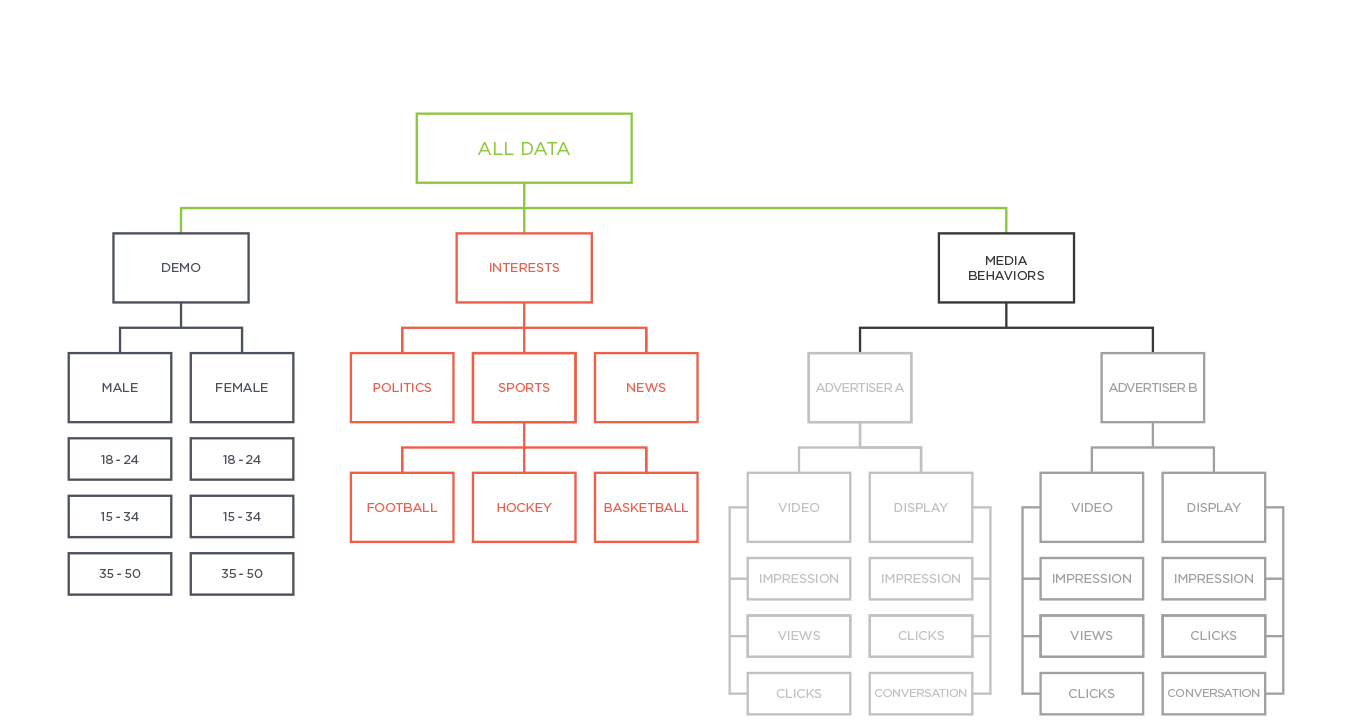 ALL DATA
DEMO
INTERESTS
MEDIA
BEHAVIORS
MALE
FEMALE
POLITICS
SPORTS
NEWS
ADVERTISER A
ADVERTISER B
18 - 24
18 - 24
15 - 34
15 - 34
35 - 50
35 - 50
FOOTBALL
HOCKEY
BASKETBALL
VIDEO
DISPLAY
VIDEO
DISPLAY
IMPRESSION
IMPRESSION
IMPRESSION
IMPRESSION
VIEWS
CLICKS
VIEWS
CLICKS
CLICKS
CONVERSATION
CLICKS
CONVERSATION